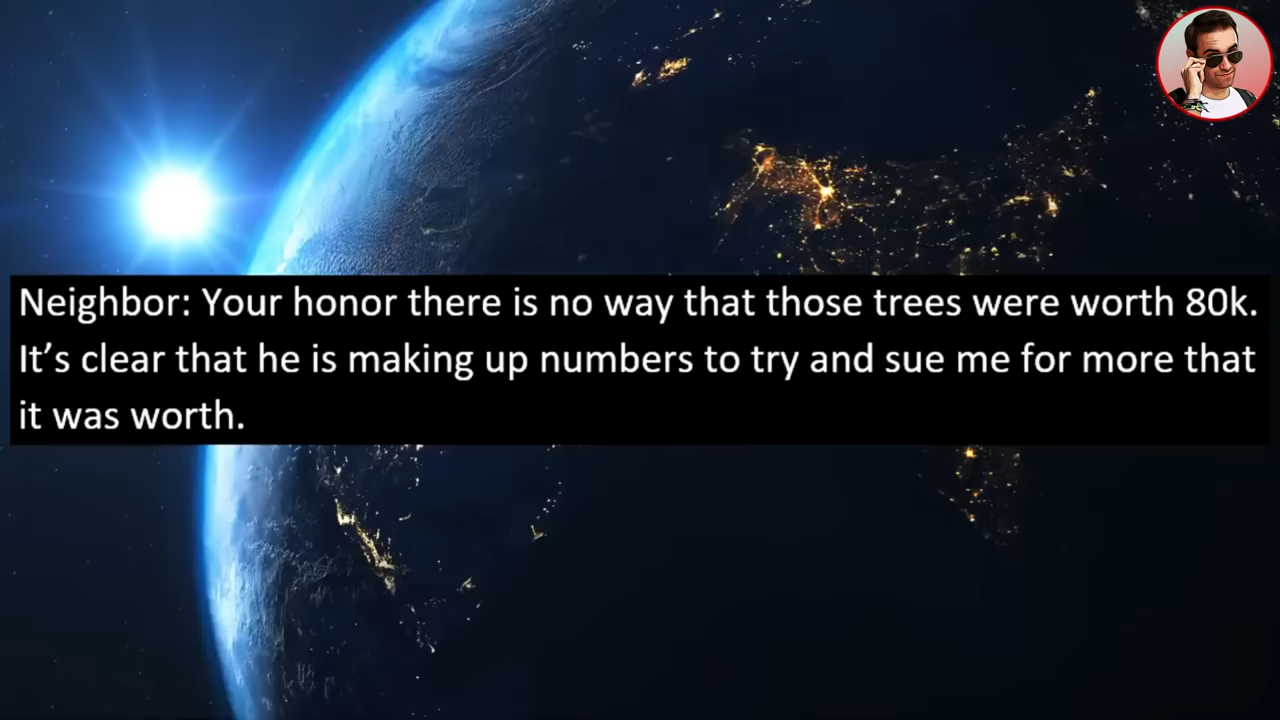 Neighbor: Your honor there is no way that those trees were worth 80k.
It’s clear that he is making up numbers to try and sue me for more that
it was worth.